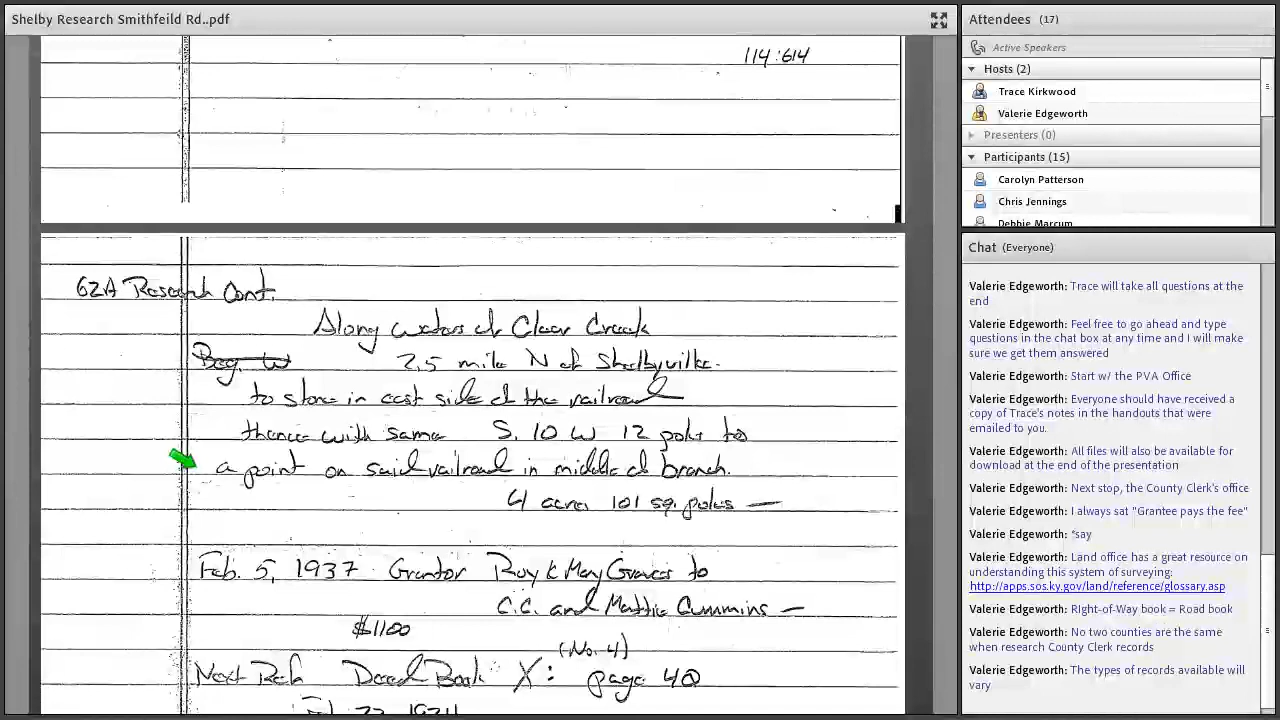 Shelby Research Smithfeild Rd..pdf
114:614
62A Research Cont.
Along waters of Clear Creek
Beg. W 2.5 mile N of Shelbyville.
to stone in east side of the railroad
thence with same S. 10 W 12 poles to
a point on said railroad in middle of branch.
4 acres 101 sq. poles —
Feb. 5, 1937 Grantor Roy & May Graves to
C.C. and Mattie Cummins —
$1100
(No. 4)
Next Ref. Deed Book X: page 40
Attendees (17)
Active Speakers
Hosts (2)
Trace Kirkwood
Valerie Edgeworth
Presenters (0)
Participants (15)
Carolyn Patterson
Chris Jennings
Debbie Marcum
Chat (Everyone)
Valerie Edgeworth: Trace will take all questions at the
end
Valerie Edgeworth: Feel free to go ahead and type
questions in the chat box at any time and I will make
sure we get them answered
Valerie Edgeworth: Start w/ the PVA Office
Valerie Edgeworth: Everyone should have received a
copy of Trace's notes in the handouts that were
emailed to you.
Valerie Edgeworth: All files will also be available for
download at the end of the presentation
Valerie Edgeworth: Next stop, the County Clerk's office
Valerie Edgeworth: I always sat "Grantee pays the fee"
Valerie Edgeworth: *say
Valerie Edgeworth: Land office has a great resource on
understanding this system of surveying:
http://apps.sos.ky.gov/land/reference/glossary.asp
Valerie Edgeworth: Right-of-Way book = Road book
Valerie Edgeworth: No two counties are the same
when research County Clerk records
Valerie Edgeworth: The types of records available will
vary